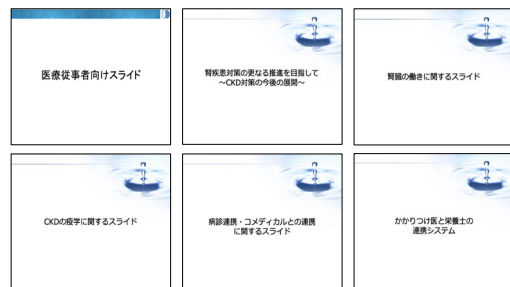 医療従事者向けスライド
腎疾患対策の更なる推進を目指して
～CKD対策の今後の展開～
腎臓の働きに関するスライド
CKDの疫学に関するスライド
病診連携・コメディカルとの連携
に関するスライド
かかりつけ医と栄養士の
連携システム